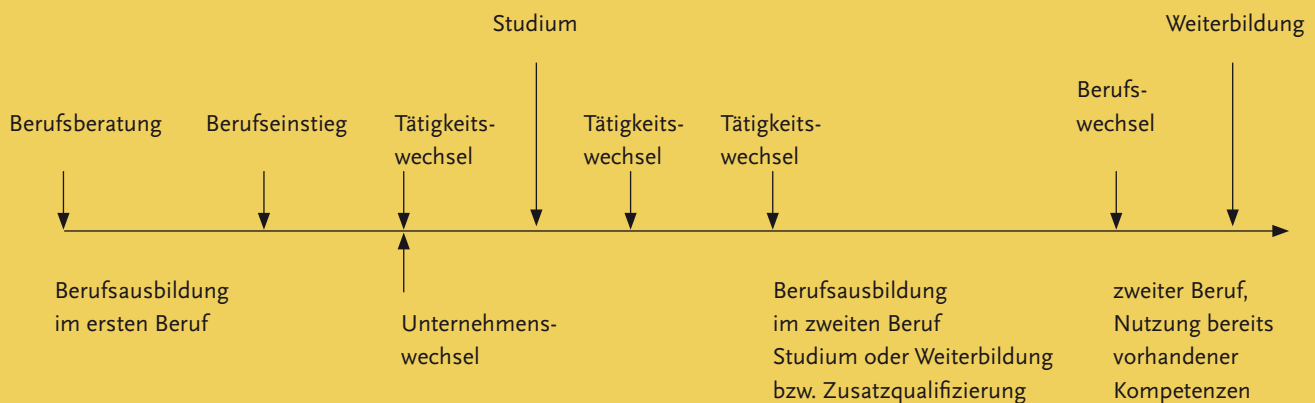 Studium
Weiterbildung
Berufs-
wechsel
Berufsberatung
Berufseinstieg
Tätigkeits-
wechsel
Tätigkeits-
wechsel
Tätigkeits-
wechsel
Berufsausbildung
im ersten Beruf
Unternehmens-
wechsel
Berufsausbildung
im zweiten Beruf
Studium oder Weiterbildung
bzw. Zusatzqualifizierung
zweiter Beruf,
Nutzung bereits
vorhandener
Kompetenzen